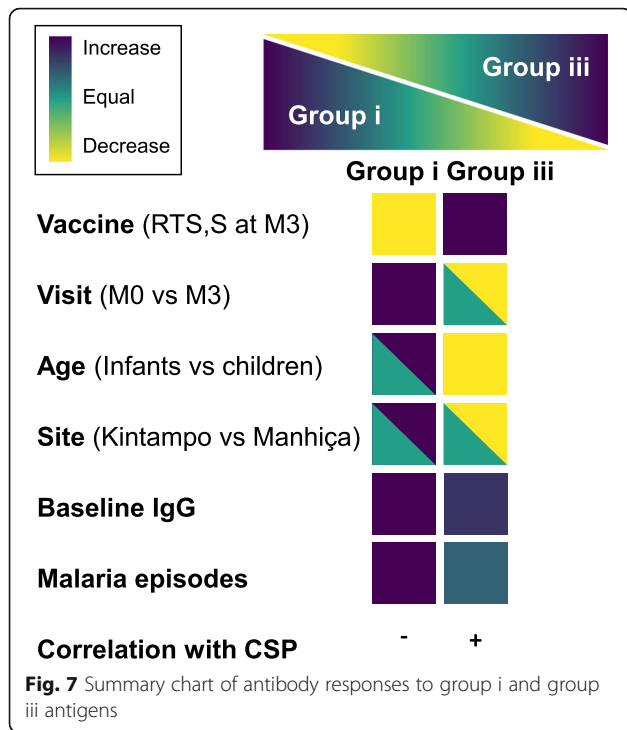 Increase
Equal
Decrease
Group iii
Group i
Group i Group iii
Vaccine (RTS,S at M3)
Visit (M0 vs M3)
Age (Infants vs children)
Site (Kintampo vs Manhiça)
Baseline IgG
Malaria episodes
Correlation with CSP - +
Fig. 7 Summary chart of antibody responses to group i and group
iii antigens